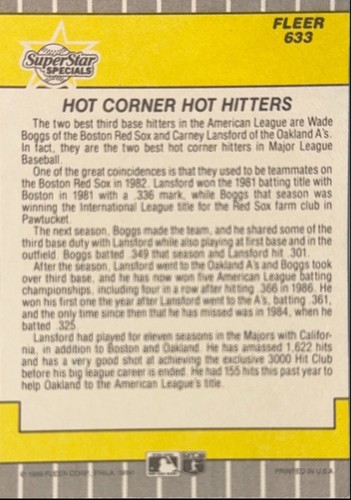 FLEER
633
SuperStar
SPECIALS
HOT CORNER HOT HITTERS
The two best third base hitters in the American League are Wade
Boggs of the Boston Red Sox and Carney Lansford of the Oakland A's.
In fact, they are the two best hot corner hitters in Major League
Baseball.
One of the great coincidences is that they used to be teammates on
the Boston Red Sox in 1982. Lansford won the 1981 batting title with
Boston in 1981 with a .336 mark, while Boggs that season was
winning the International League title for the Red Sox farm club in
Pawtucket.
The next season, Boggs made the team, and he shared some of the
third base duty with Lansford while also playing at first base and in the
outfield. Boggs batted .349 that season and Lansford hit .301.
After the season, Lansford went to the Oakland A's and Boggs took
over third base, and he has now won five American League batting
championships, including four in a row after hitting .366 in 1986. He
won his first one the year after Lansford went to the A's, batting .361,
and the only time since then that he has missed was in 1984, when he
batted .325.
Lansford had played for eleven seasons in the Majors with Califor-
nia, in addition to Boston and Oakland. He has amassed 1,622 hits
and has a very good shot at achieving the exclusive 3000 Hit Club
before his big league career is ended. He had 155 hits this past year to
help Oakland to the American League's title.
© 1989 FLEER CORP., PHILA. 19141
PRINTED IN U.S.A.